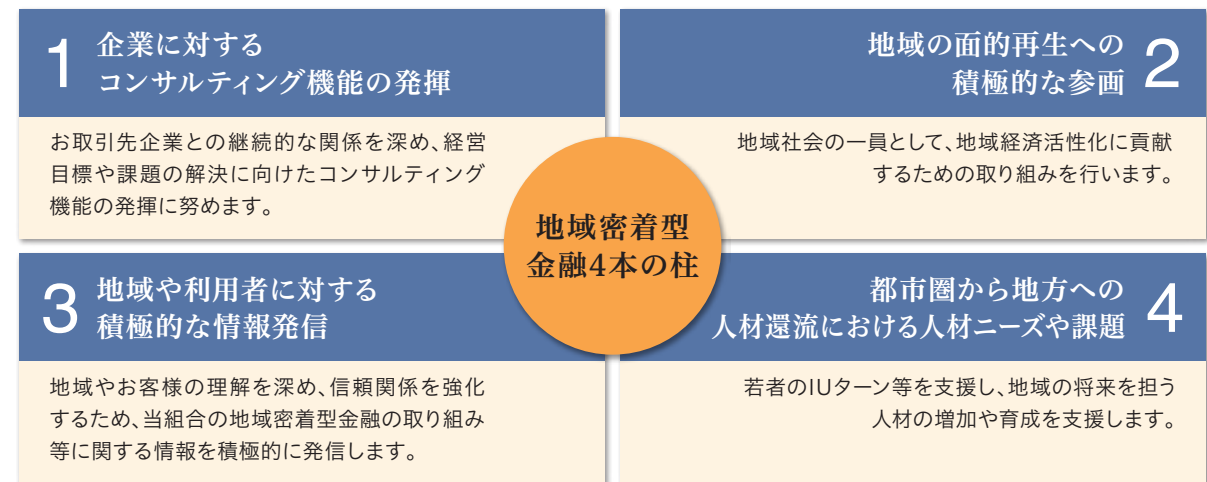 1
企業に対する
コンサルティング機能の発揮
お取引先企業との継続的な関係を深め、経営
目標や課題の解決に向けたコンサルティング
機能の発揮に努めます。
地域の面的再生への
積極的な参画
2
地域社会の一員として、地域経済活性化に貢献
するための取り組みを行います。
地域密着型
金融4本の柱
3
地域や利用者に対する
積極的な情報発信
地域やお客様の理解を深め、信頼関係を強化
するため、当組合の地域密着型金融の取り組み
等に関する情報を積極的に発信します。
都市圏から地方への
人材還流における人材ニーズや課題
4
若者のIUターン等を支援し、地域の将来を担う
人材の増加や育成を支援します。